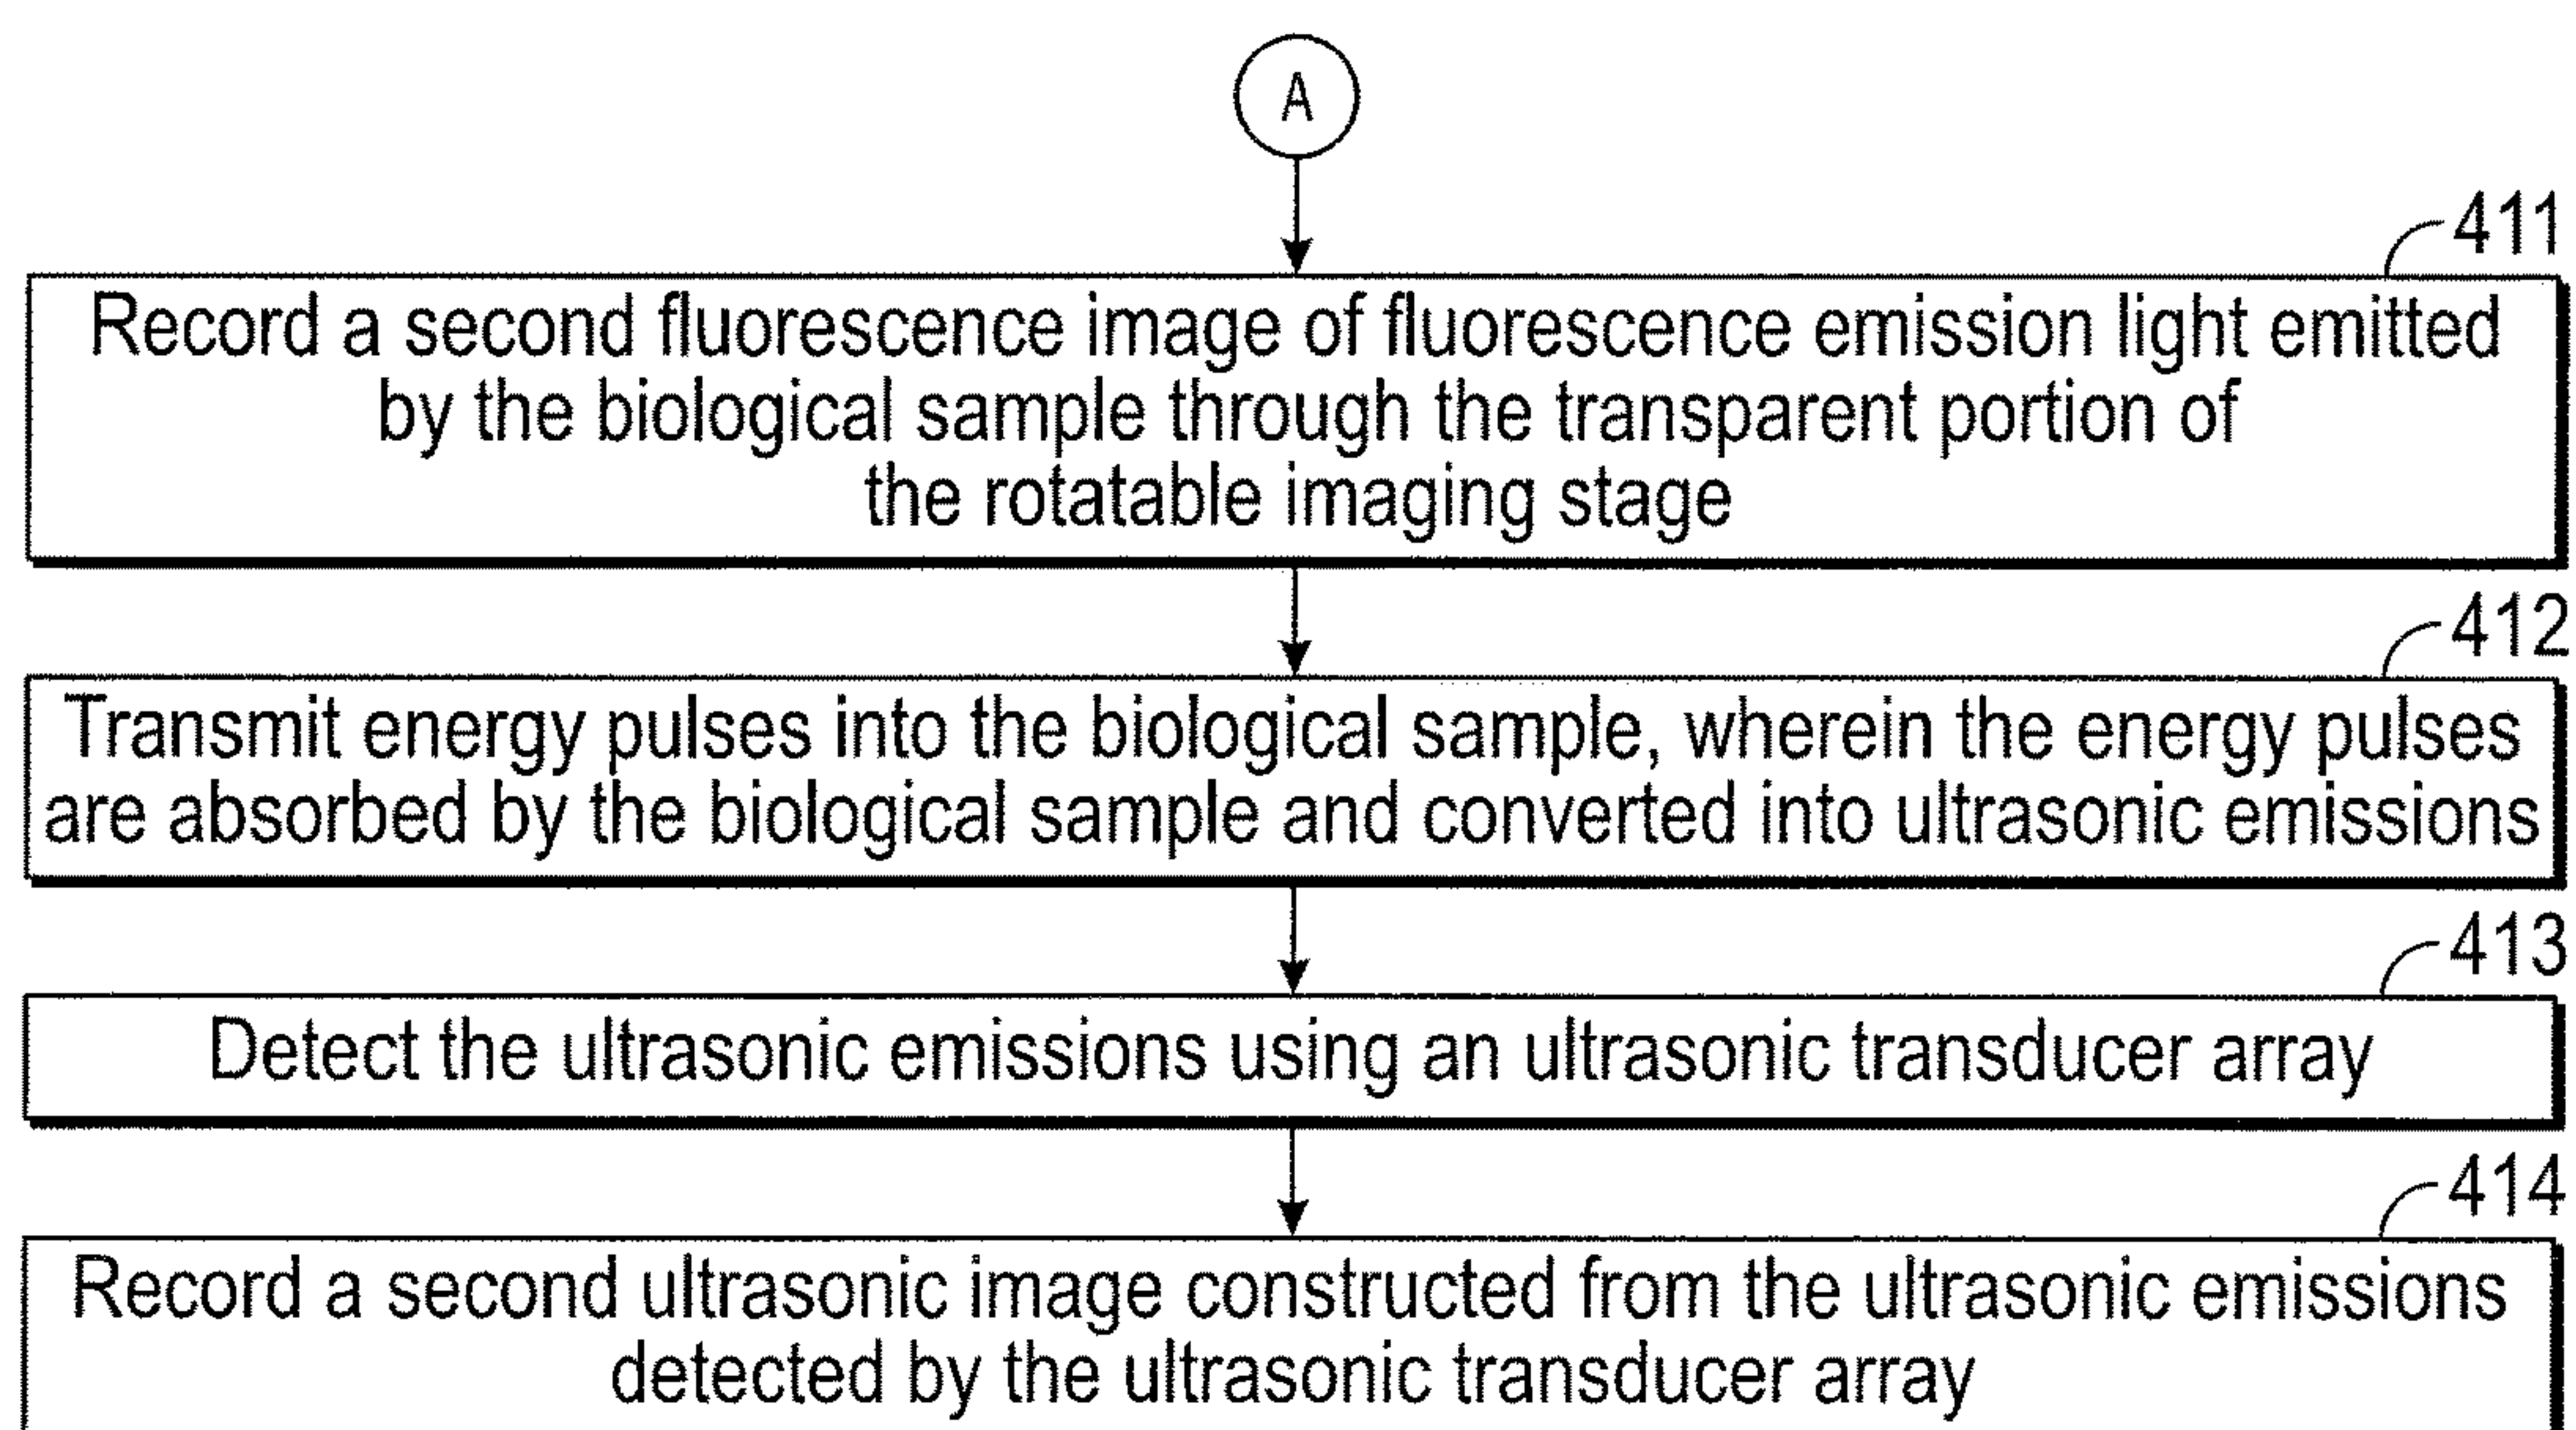 A
411
Record a second fluorescence image of fluorescence emission light emitted
by the biological sample through the transparent portion of
the rotatable imaging stage
412
Transmit energy pulses into the biological sample, wherein the energy pulses
are absorbed by the biological sample and converted into ultrasonic emissions
413
Detect the ultrasonic emissions using an ultrasonic transducer array
414
Record a second ultrasonic image constructed from the ultrasonic emissions
detected by the ultrasonic transducer array